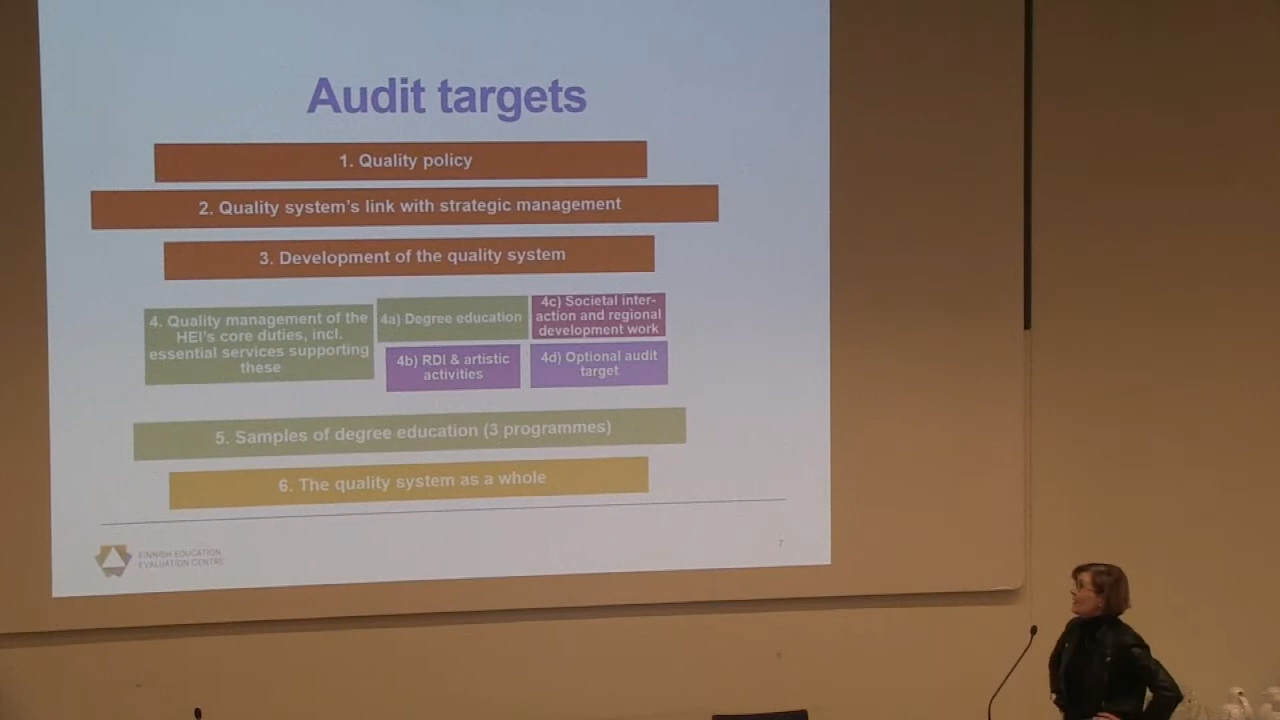 Audit targets
1. Quality policy
2. Quality system's link with strategic management
3. Development of the quality system
4. Quality management of the
HEI's core duties, incl.
essential services supporting
these
4a) Degree education
4c) Societal inter-
action and regional
development work
4b) RDI & artistic
activities
4d) Optional audit
target
5. Samples of degree education (3 programmes)
6. The quality system as a whole
FINNISH EDUCATION
EVALUATION CENTRE
7